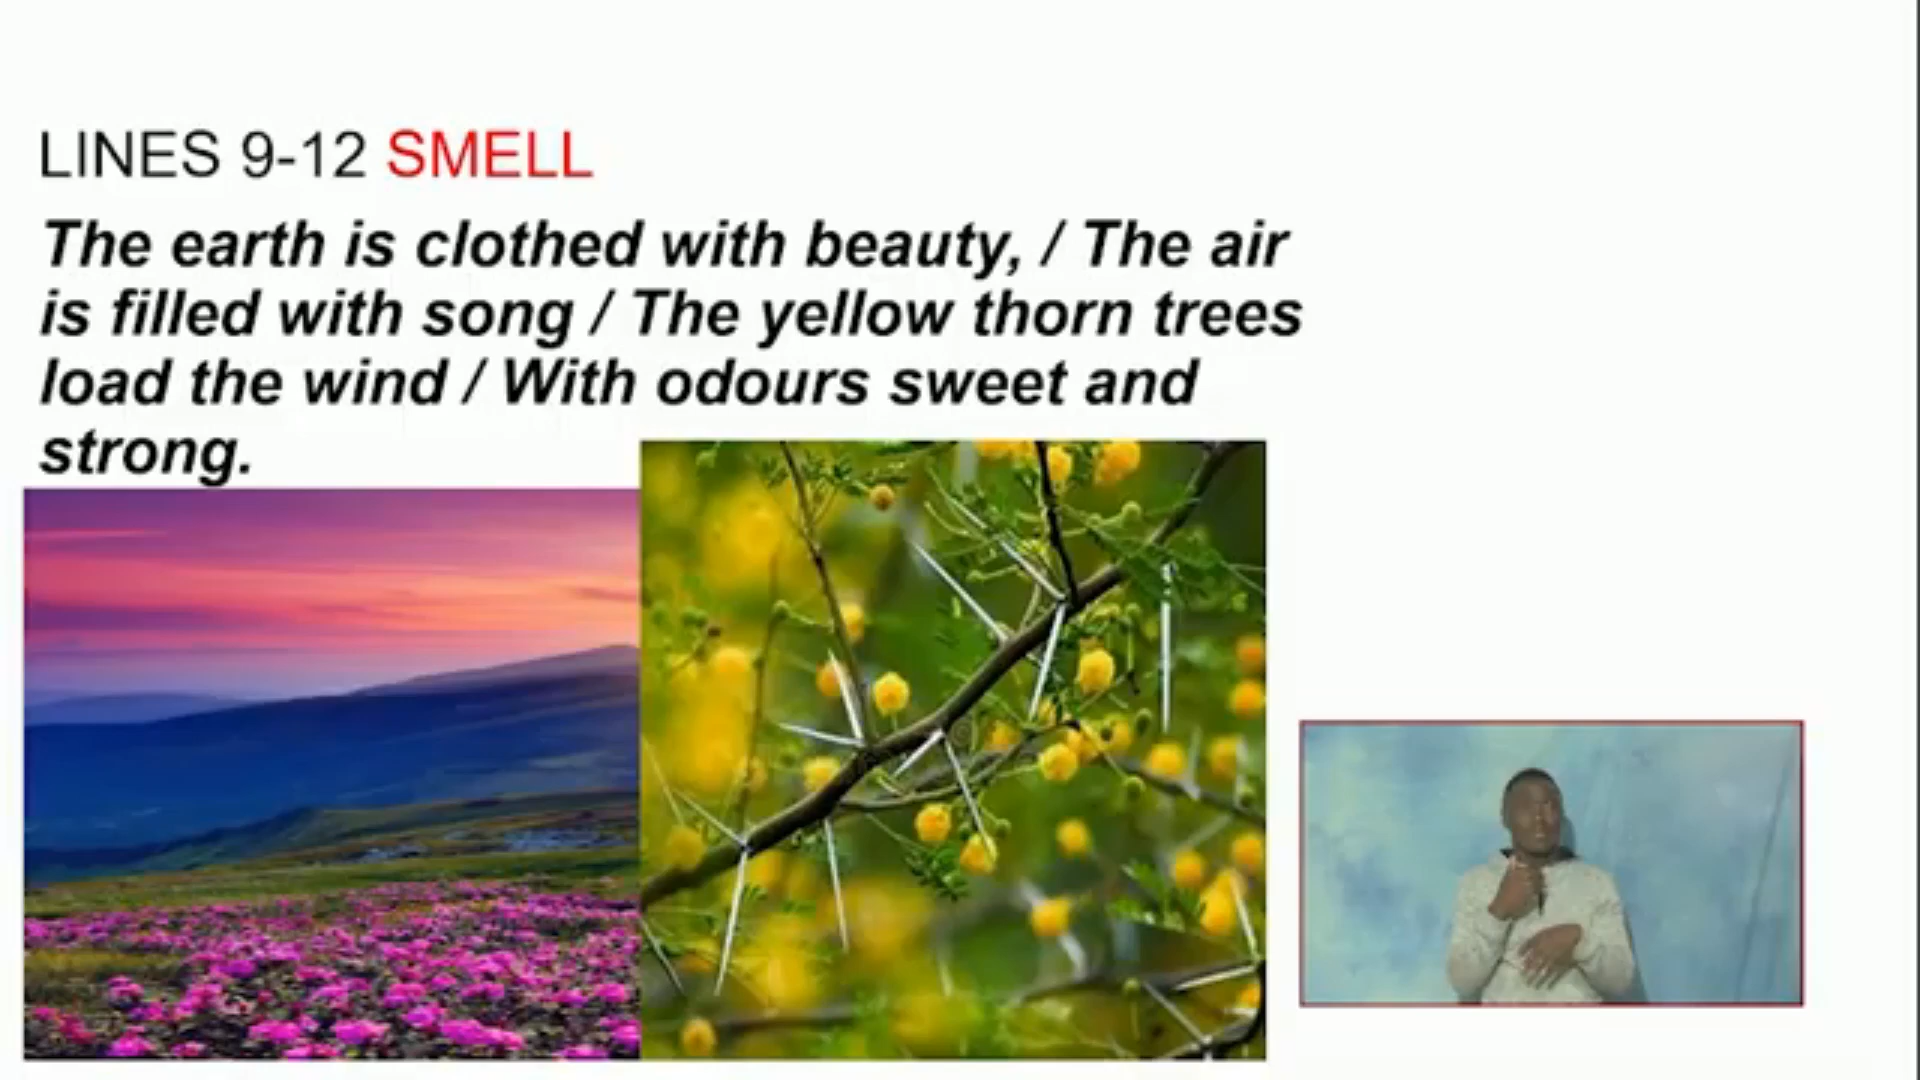 LINES 9-12 SMELL
The earth is clothed with beauty, / The air
is filled with song / The yellow thorn trees
load the wind / With odours sweet and
strong.